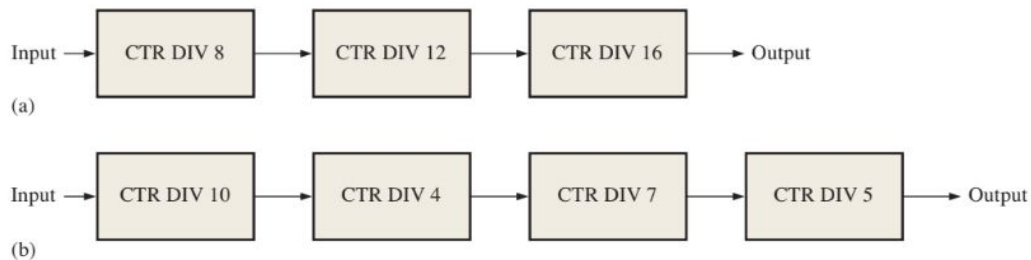 Input CTR DIV 8 CTR DIV 12 CTR DIV 16 Output
(a)
Input CTR DIV 10 CTR DIV 4 CTR DIV 7 CTR DIV 5 Output
(b)